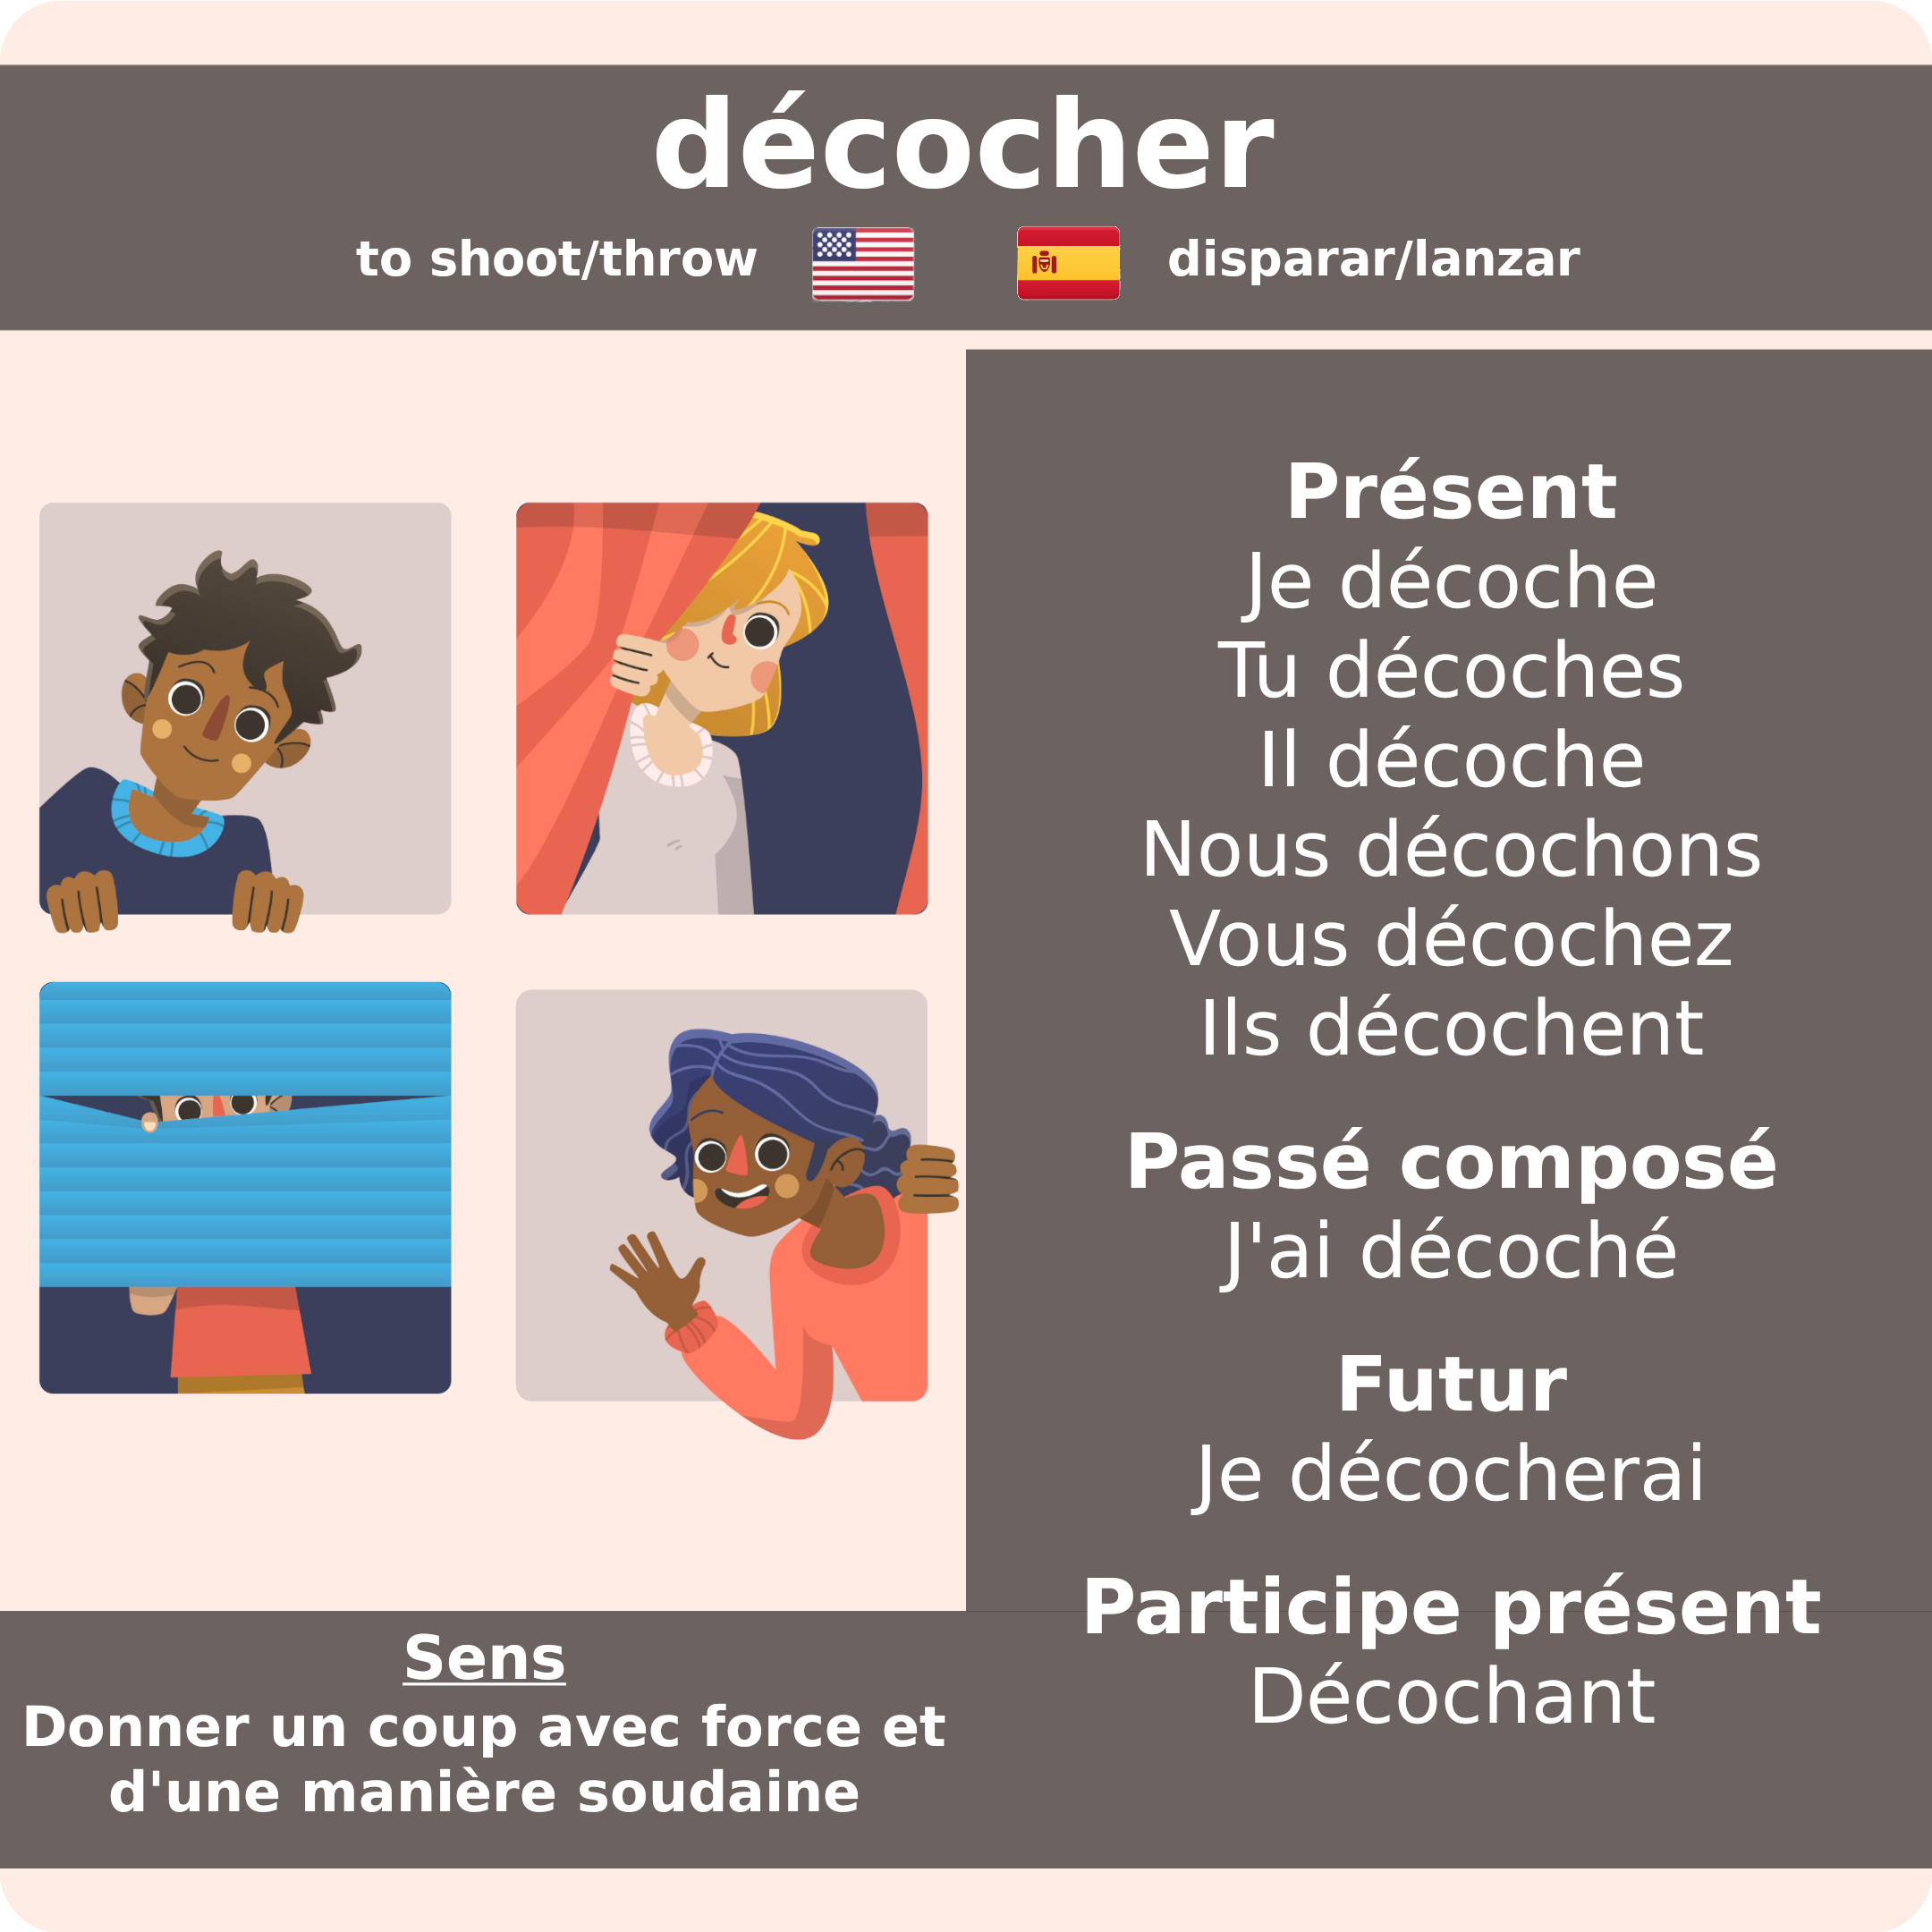 décocher
to shoot/throw
disparar/lanzar
Présent
Je décoche
Tu décoches
Il décoche
Nous décochons
Vous décochez
Ils décochent
Passé composé
J'ai décoché
Futur
Je décocherai
Participe présent
Décochant
Sens
Donner un coup avec force et
d'une manière soudaine